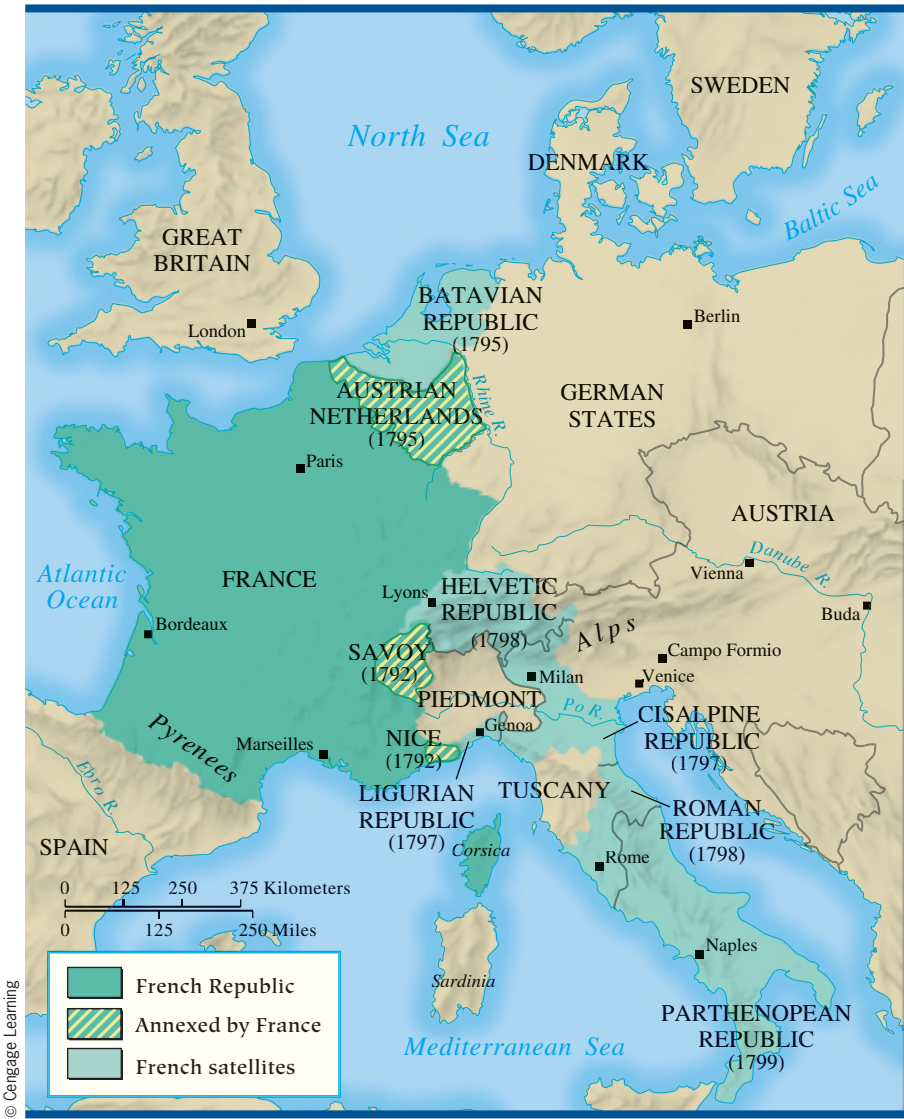 SWEDEN
North Sea
DENMARK
Baltic Sea
GREAT
BRITAIN
London
BATAVIAN
REPUBLIC
(1795)
Berlin
AUSTRIAN
NETHERLANDS
(1795)
Rhine R.
GERMAN
STATES
Paris
AUSTRIA
Danube R.
Vienna
Atlantic
Ocean
FRANCE
Lyons
HELVETIC
REPUBLIC
(1798)
Buda
Bordeaux
Alps
SAVOY
(1792)
Campo Formio
Milan
Venice
PIEDMONT
Po R.
CISALPINE
REPUBLIC
(1797)
Genoa
Pyrenees
Marseilles
NICE
(1792)
LIGURIAN
REPUBLIC
(1797)
TUSCANY
ROMAN
REPUBLIC
(1798)
Ebro R.
SPAIN
Corsica
Rome
0 125 250 375 Kilometers
0 125 250 Miles
Naples
Sardinia
PARTHENOPEAN
REPUBLIC
(1799)
Mediterranean Sea
French Republic
Annexed by France
French satellites
© Cengage Learning